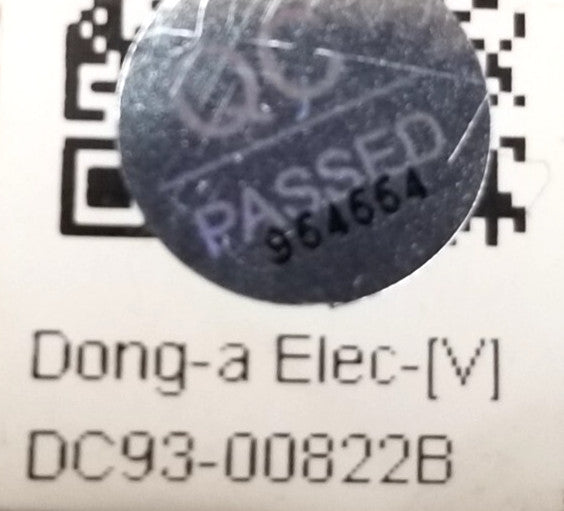 QC
PASSED
964664
Dong-a Elec-[V]
DC93-00822B